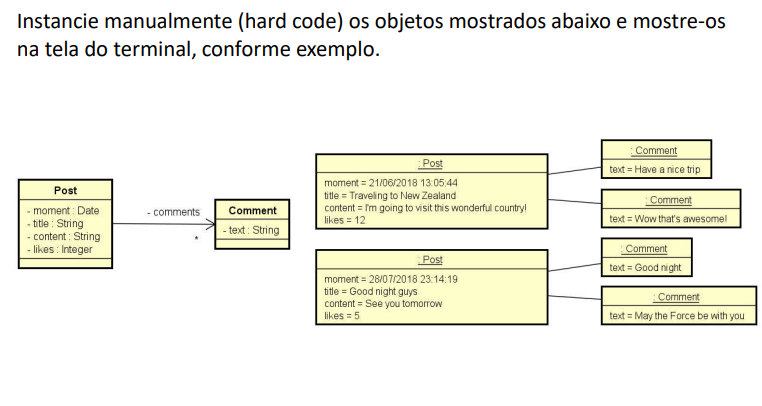 Instancie manualmente (hard code) os objetos mostrados abaixo e mostre-os
na tela do terminal, conforme exemplo.
Post
- moment : Date
- title : String
- content : String
- likes : Integer
- comments
*
Comment
- text : String
: Post
moment = 21/06/2018 13:05:44
title = Traveling to New Zealand
content = I'm going to visit this wonderful country!
likes = 12
: Comment
text = Have a nice trip
: Comment
text = Wow that's awesome!
: Post
moment = 28/07/2018 23:14:19
title = Good night guys
content = See you tomorrow
likes = 5
: Comment
text = Good night
: Comment
text = May the Force be with you